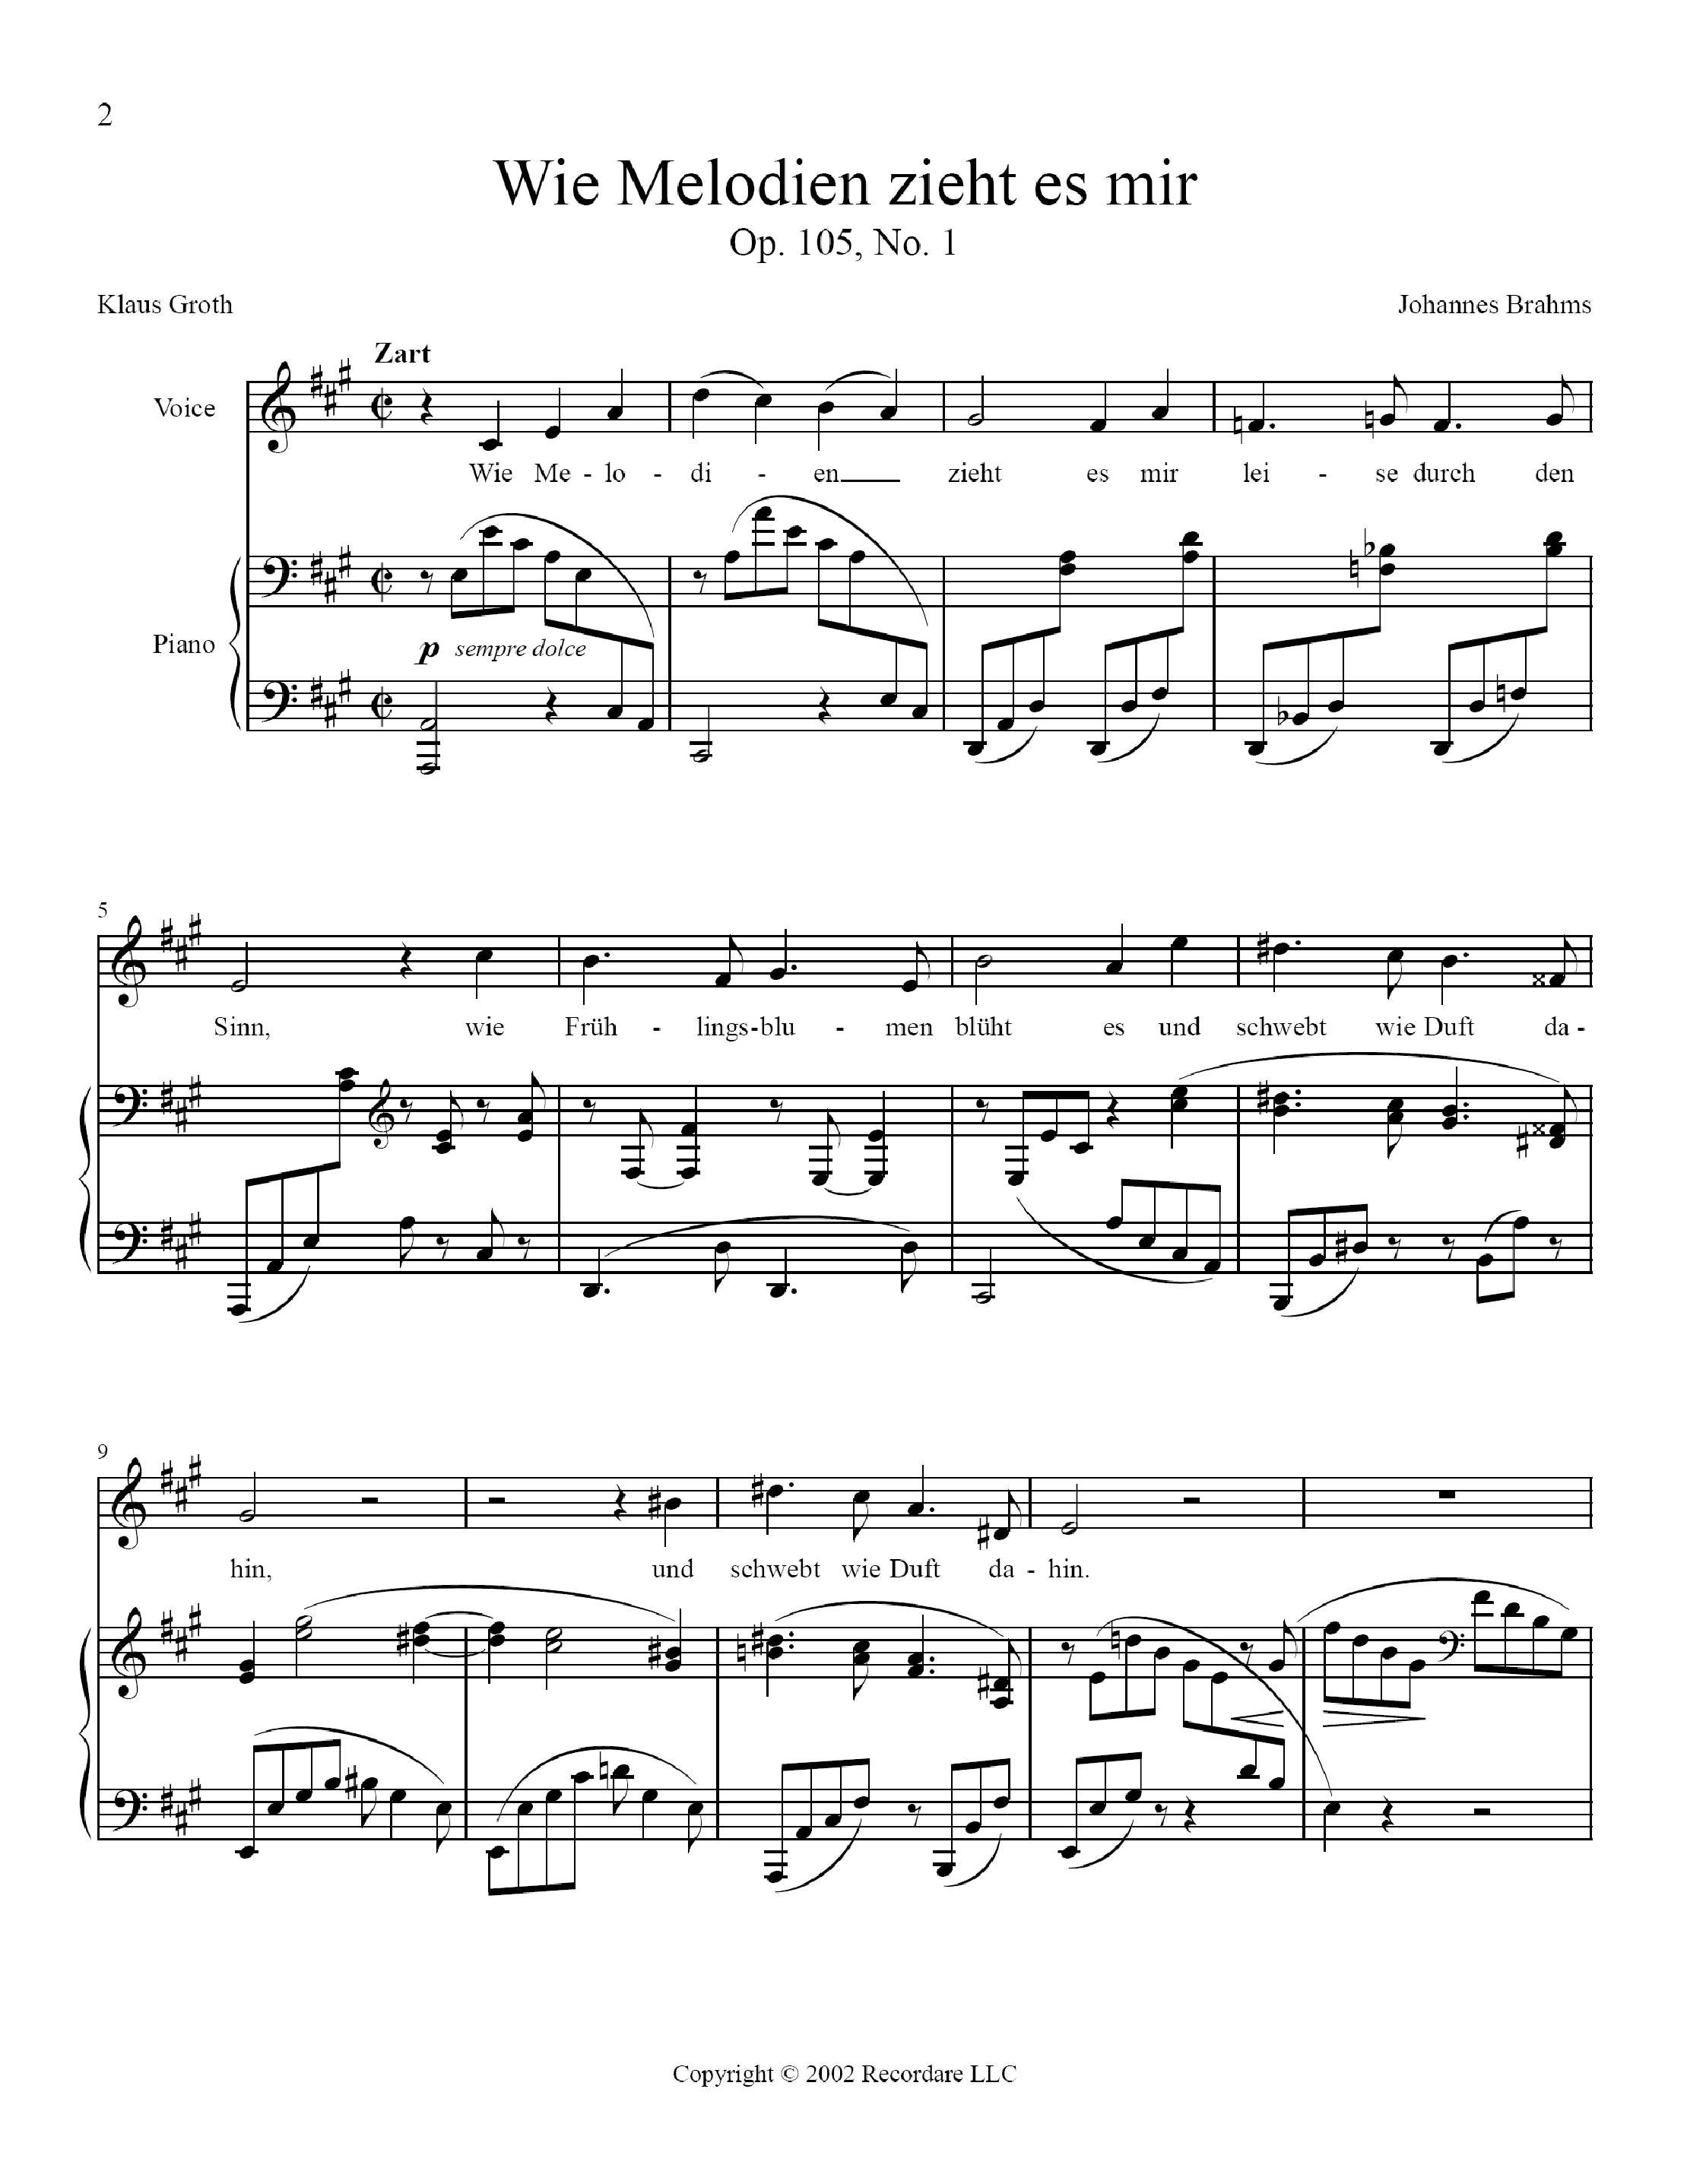 2
Wie Melodien zieht es mir
Op. 105, No. 1
Klaus Groth
Johannes Brahms
Zart
Voice
Wie Me - lo - di - en zieht es mir lei - se durch den
Piano
p sempre dolce
5
Sinn, wie Früh - lings-blu - men blüht es und schwebt wie Duft da -
9
hin, und schwebt wie Duft da - hin.
Copyright © 2002 Recordare LLC